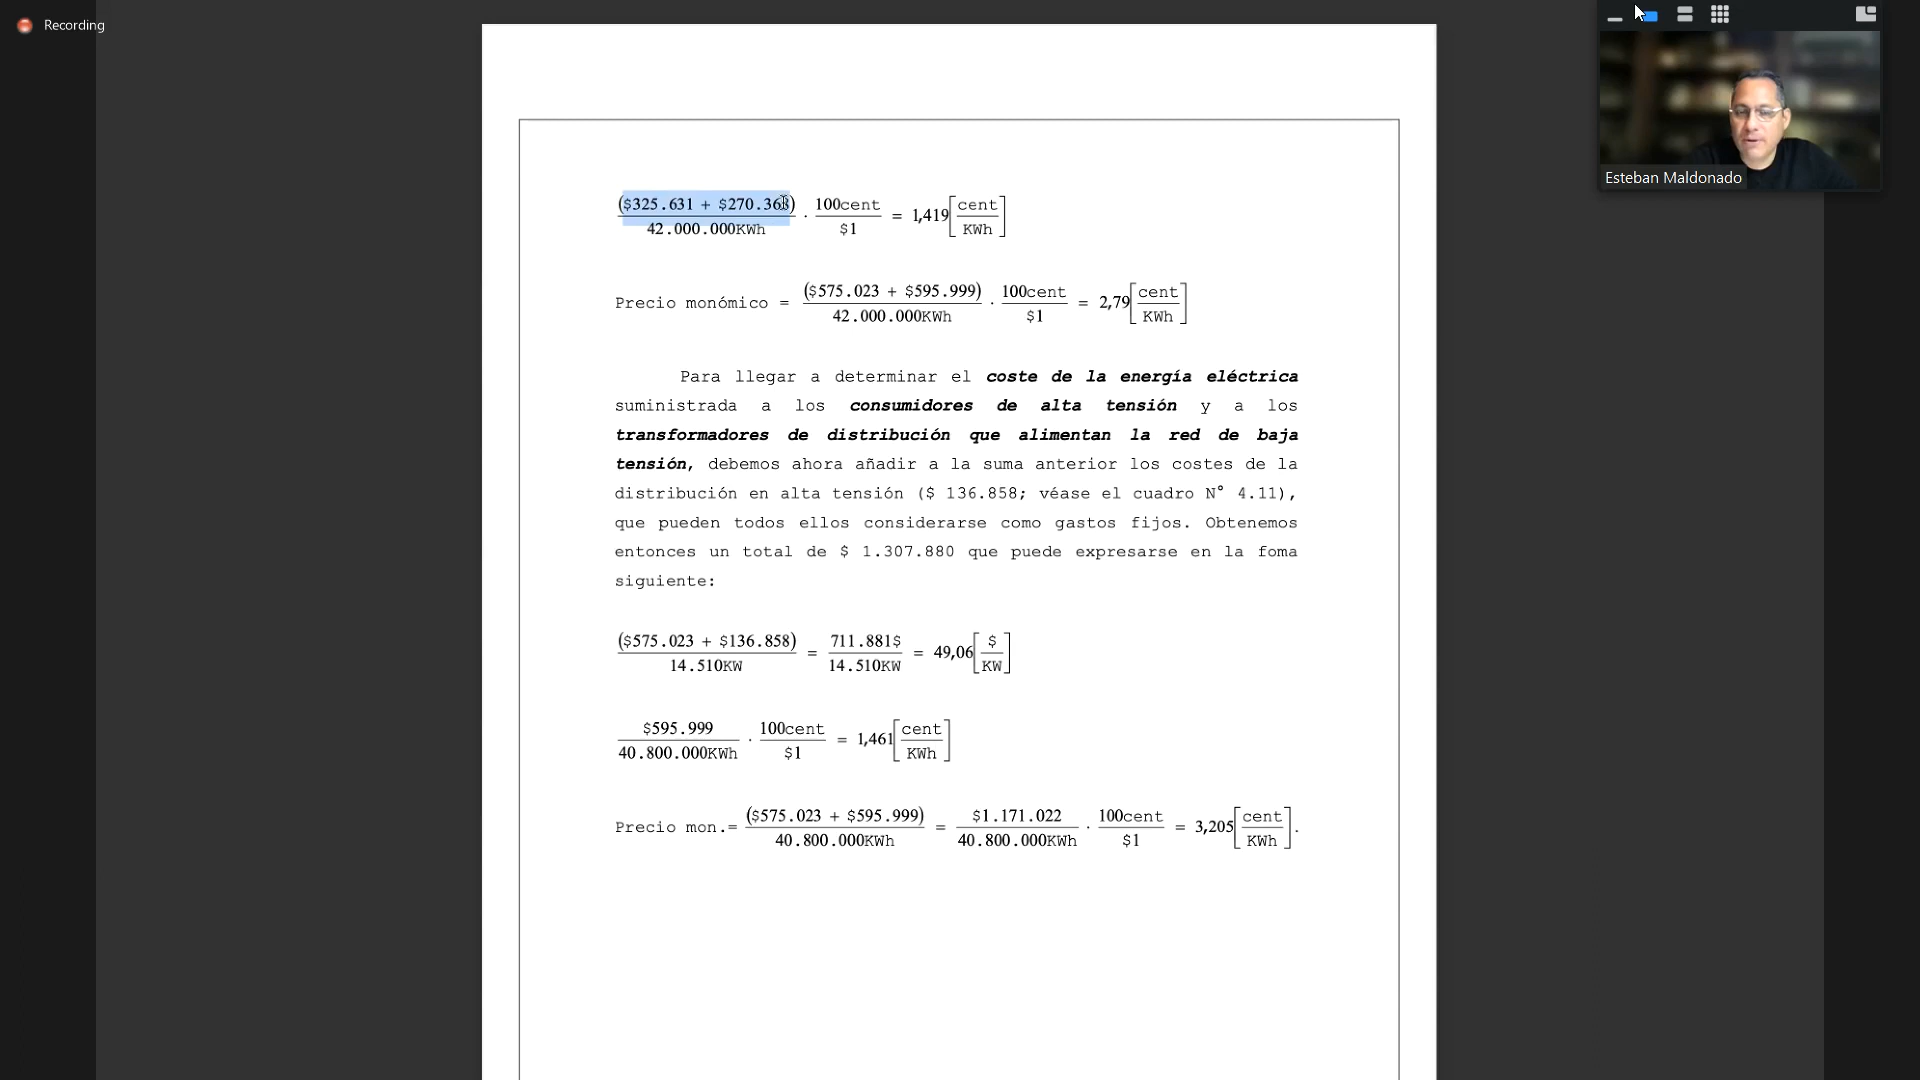 Recording
Esteban Maldonado
($325.631 + $270.368) / 42.000.000KWh · 100cent / $1 = 1,419 [cent / KWh]
Precio monómico = ($575.023 + $595.999) / 42.000.000KWh · 100cent / $1 = 2,79 [cent / KWh]
Para llegar a determinar el coste de la energía eléctrica
suministrada a los consumidores de alta tensión y a los
transformadores de distribución que alimentan la red de baja
tensión, debemos ahora añadir a la suma anterior los costes de la
distribución en alta tensión ($ 136.858; véase el cuadro N° 4.11),
que pueden todos ellos considerarse como gastos fijos. Obtenemos
entonces un total de $ 1.307.880 que puede expresarse en la foma
siguiente:
($575.023 + $136.858) / 14.510KW = 711.881$ / 14.510KW = 49,06 [$ / KW]
$595.999 / 40.800.000KWh · 100cent / $1 = 1,461 [cent / KWh]
Precio mon.= ($575.023 + $595.999) / 40.800.000KWh = $1.171.022 / 40.800.000KWh · 100cent / $1 = 3,205 [cent / KWh].